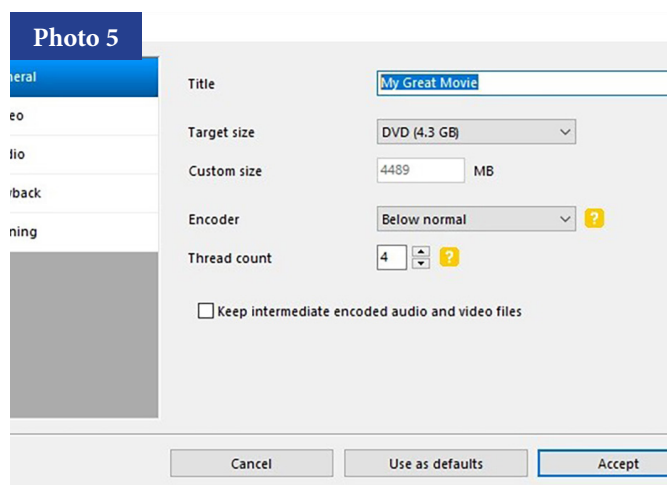 Photo 5
neral
eo
dio
yback
ning
Title
My Great Movie
Target size
DVD (4.3 GB)
Custom size
4489
MB
Encoder
Below normal
?
Thread count
4
?
Keep intermediate encoded audio and video files
Cancel
Use as defaults
Accept